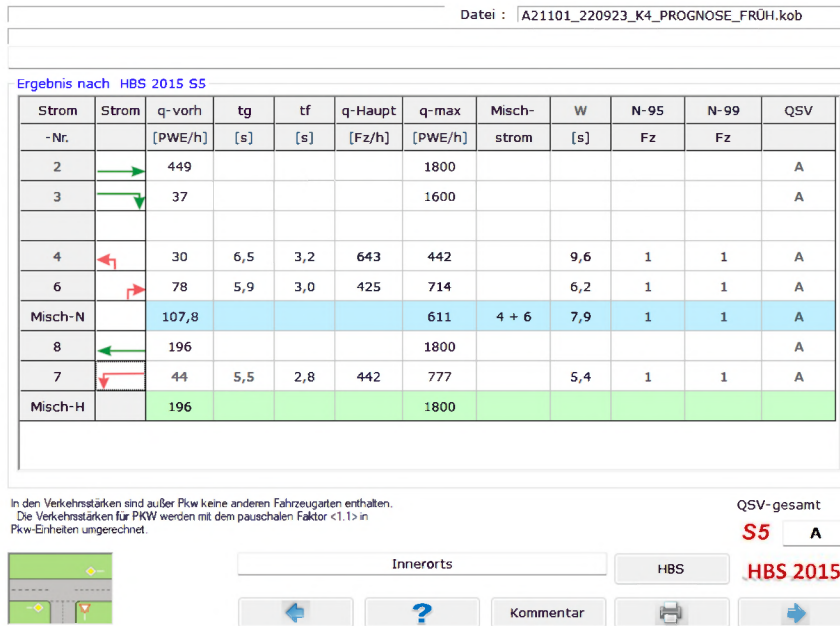 Datei : A21101_220923_K4_PROGNOSE_FRÜH.kob
Ergebnis nach HBS 2015 S5
Strom Strom q-vorh tg tf q-Haupt q-max Misch- W N-95 N-99 QSV
-Nr. [PWE/h] [s] [s] [Fz/h] [PWE/h] strom [s] Fz Fz
2 449 1800 A
3 37 1600 A
4 30 6,5 3,2 643 442 9,6 1 1 A
6 78 5,9 3,0 425 714 6,2 1 1 A
Misch-N 107,8 611 4 + 6 7,9 1 1 A
8 196 1800 A
7 44 5,5 2,8 442 777 5,4 1 1 A
Misch-H 196 1800
In den Verkehrsstärken sind außer Pkw keine anderen Fahrzeugarten enthalten.
Die Verkehrsstärken für PKW werden mit dem pauschalen Faktor <1.1> in
Pkw-Einheiten umgerechnet.
QSV-gesamt
S5 A
Innerorts HBS HBS 2015
? Kommentar